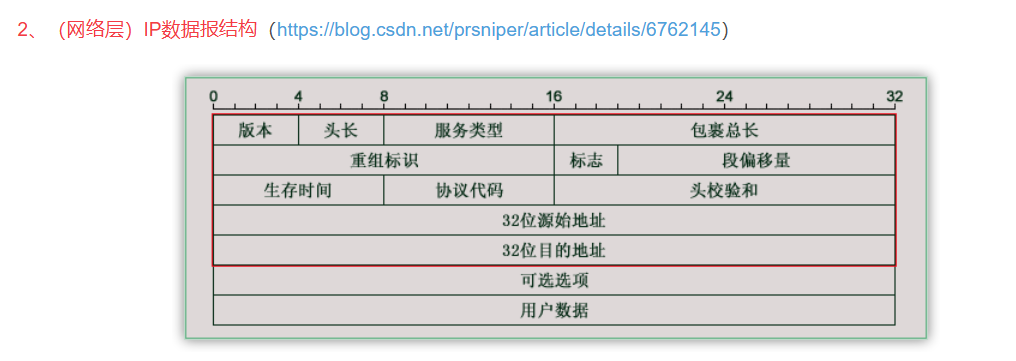 2、（网络层）IP数据报结构（https://blog.csdn.net/prsniper/article/details/6762145）
0 4 8 16 24 32
版本 头长 服务类型 包裹总长
重组标识 标志 段偏移量
生存时间 协议代码 头校验和
32位源始地址
32位目的地址
可选选项
用户数据